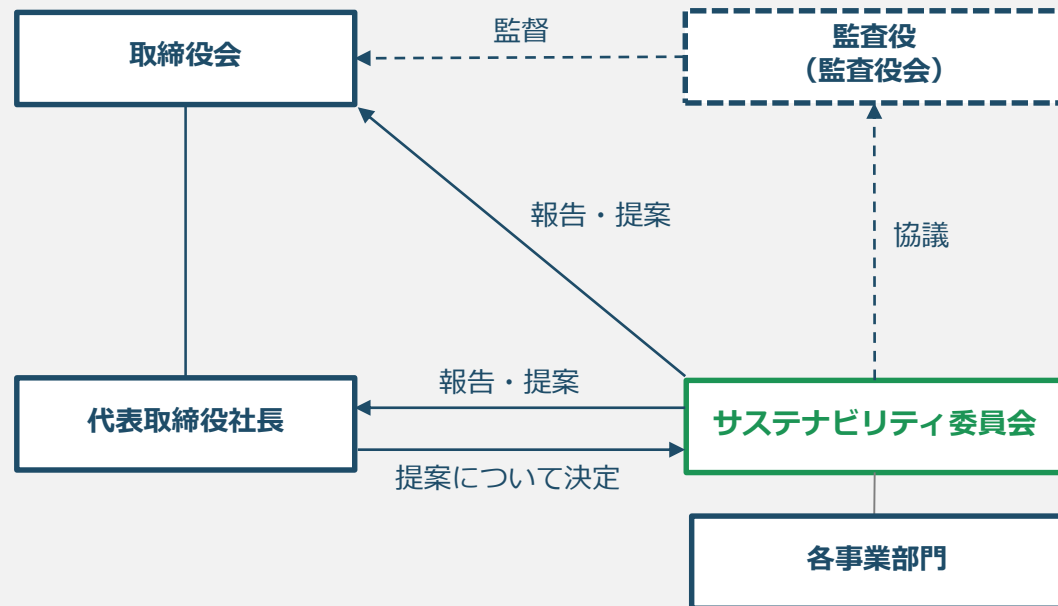 取締役会
監督
監査役
（監査役会）
報告・提案
協議
報告・提案
代表取締役社長
サステナビリティ委員会
提案について決定
各事業部門